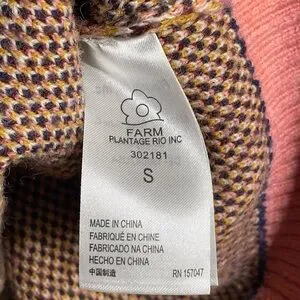 FARM
PLANTAGE RIO INC
302181
S
MADE IN CHINA
FABRIQUÉ EN CHINE
FABRICADO NA CHINA
HECHO EN CHINA
中国制造 RN 157047